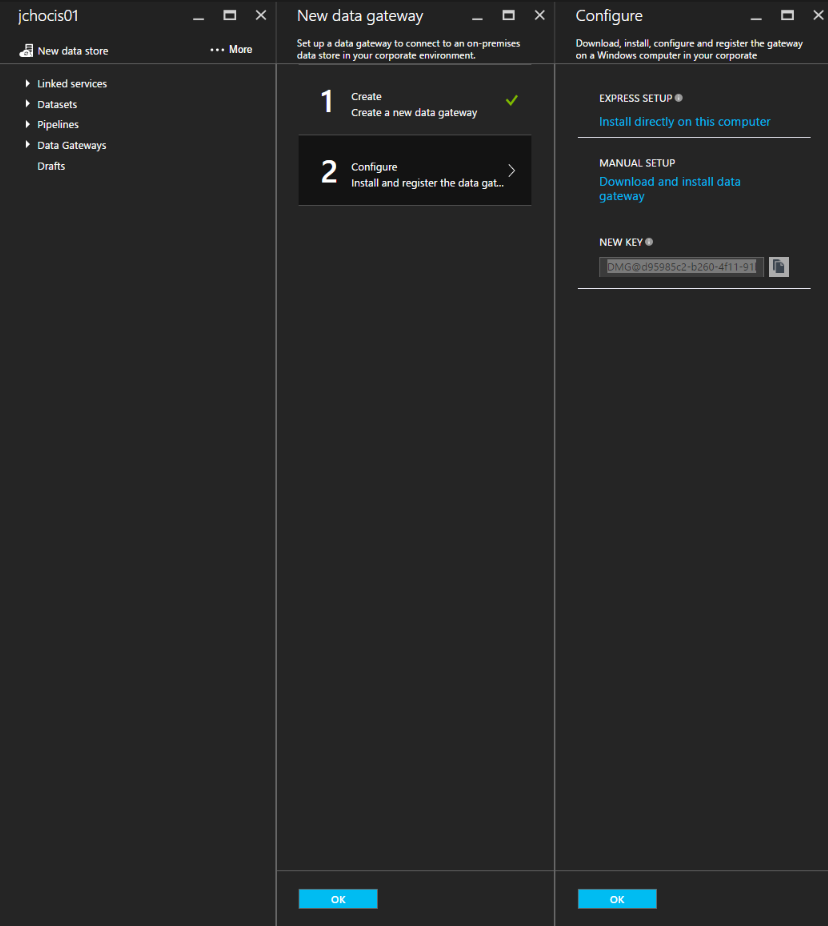 jchocis01
New data store
••• More
Linked services
Datasets
Pipelines
Data Gateways
Drafts
New data gateway
Set up a data gateway to connect to an on-premises
data store in your corporate environment.
1
Create
Create a new data gateway
2
Configure
Install and register the data gat...
OK
Configure
Download, install, configure and register the gateway
on a Windows computer in your corporate
EXPRESS SETUP
Install directly on this computer
MANUAL SETUP
Download and install data
gateway
NEW KEY
DMG@d95985c2-b260-4f11-91
OK